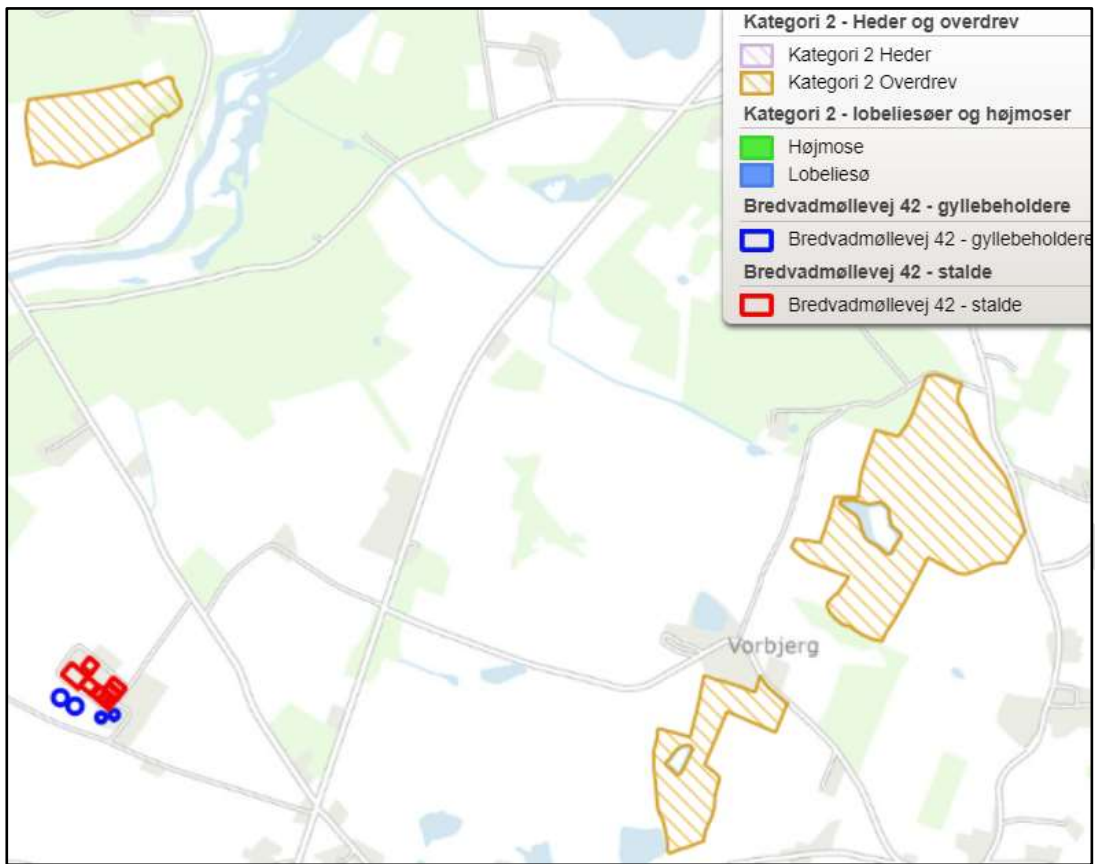 Kategori 2 - Heder og overdrev
Kategori 2 Heder
Kategori 2 Overdrev
Kategori 2 - lobeliesøer og højmoser
Højmose
Lobeliesø
Bredvadmøllevej 42 - gyllebeholdere
Bredvadmøllevej 42 - gyllebeholdere
Bredvadmøllevej 42 - stalde
Bredvadmøllevej 42 - stalde
Vorbjerg